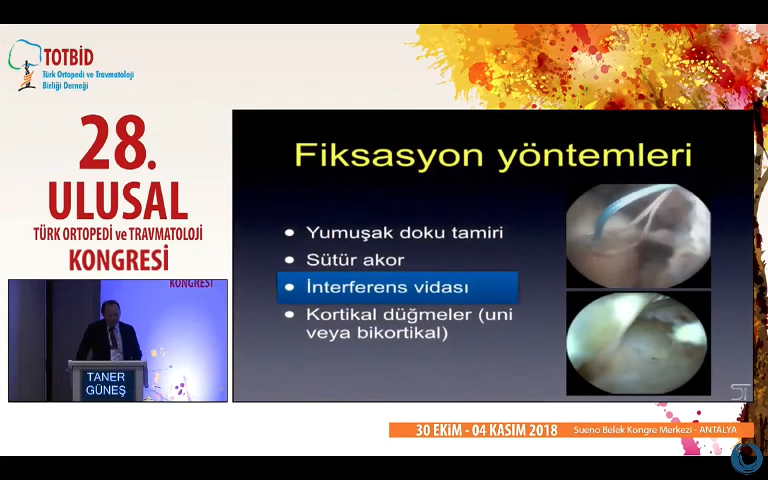 TOTBİD
Türk Ortopedi ve Travmatoloji
Birliği Derneği
28.
ULUSAL
TÜRK ORTOPEDİ ve TRAVMATOLOJİ
KONGRESİ
KONGRESİ
TANER
GÜNEŞ
Fiksasyon yöntemleri
• Yumuşak doku tamiri
• Sütür akor
• İnterferens vidası
• Kortikal düğmeler (uni
veya bikortikal)
30 EKİM - 04 KASIM 2018 Sueno Belek Kongre Merkezi - ANTALYA